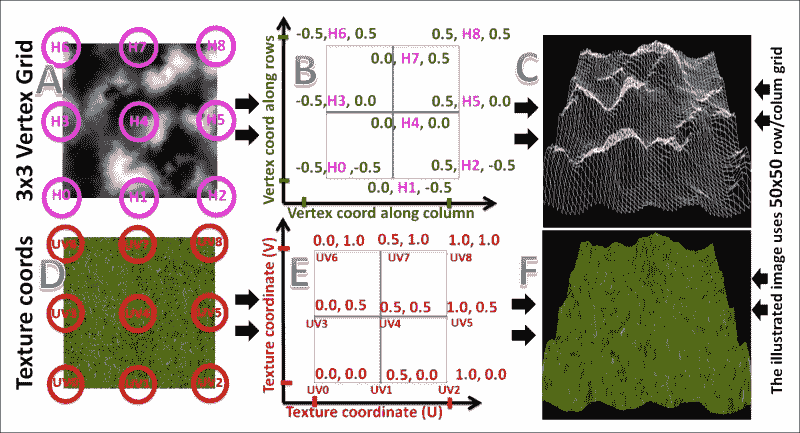 3x3 Vertex Grid
A
H6 H7 H8
H3 H4 H5
H0 H1 H2
B
Vertex coord along rows
-0.5,H6, 0.5 0.5, H8, 0.5
0.0, H7, 0.5
-0.5,H3, 0.0 0.5, H5, 0.0
0.0, H4, 0.0
-0.5,H0 ,-0.5 0.5, H2, -0.5
0.0, H1, -0.5
Vertex coord along column
C
Texture coords
D
UV6 UV7 UV8
UV3 UV4 UV5
UV0 UV1 UV2
E
Texture coordinate (V)
0.0, 1.0 0.5, 1.0 1.0, 1.0
UV6 UV7 UV8
0.0, 0.5 0.5, 0.5 1.0, 0.5
UV3 UV4 UV5
0.0, 0.0 0.5, 0.0 1.0, 0.0
UV0 UV1 UV2
Texture coordinate (U)
F
The illustrated image uses 50x50 row/colum grid